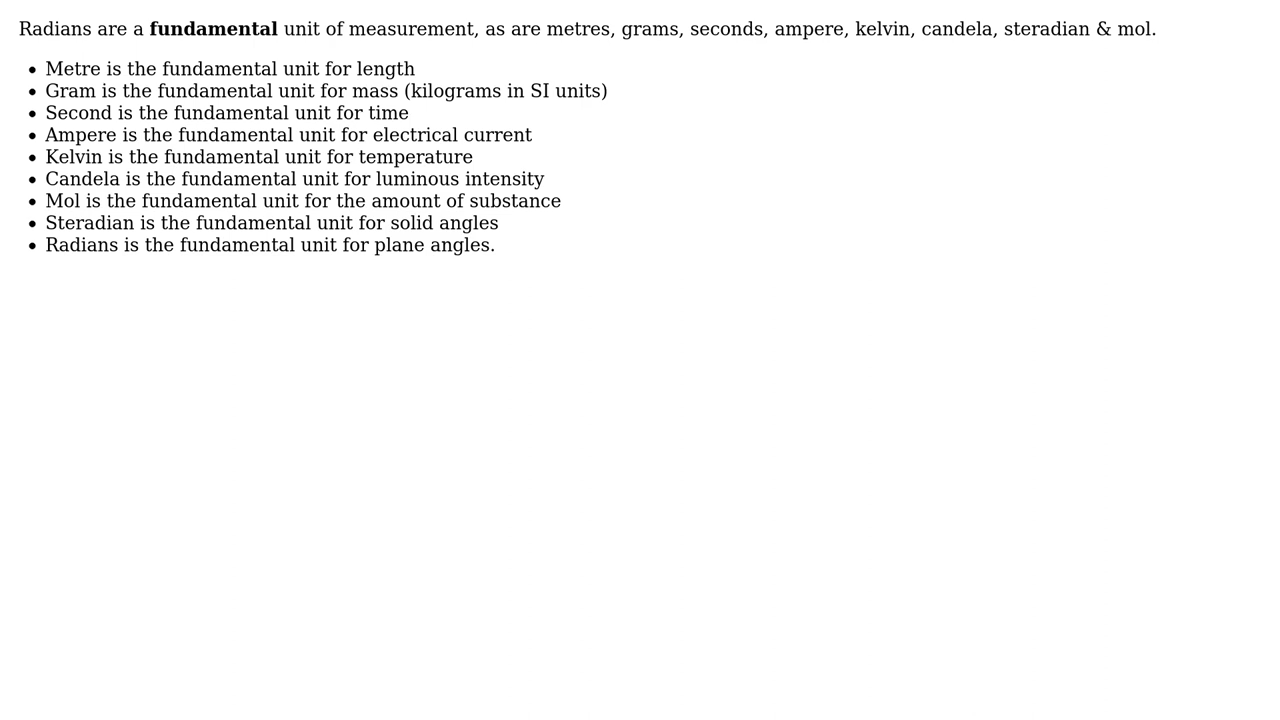 Radians are a fundamental unit of measurement, as are metres, grams, seconds, ampere, kelvin, candela, steradian & mol.
• Metre is the fundamental unit for length
• Gram is the fundamental unit for mass (kilograms in SI units)
• Second is the fundamental unit for time
• Ampere is the fundamental unit for electrical current
• Kelvin is the fundamental unit for temperature
• Candela is the fundamental unit for luminous intensity
• Mol is the fundamental unit for the amount of substance
• Steradian is the fundamental unit for solid angles
• Radians is the fundamental unit for plane angles.